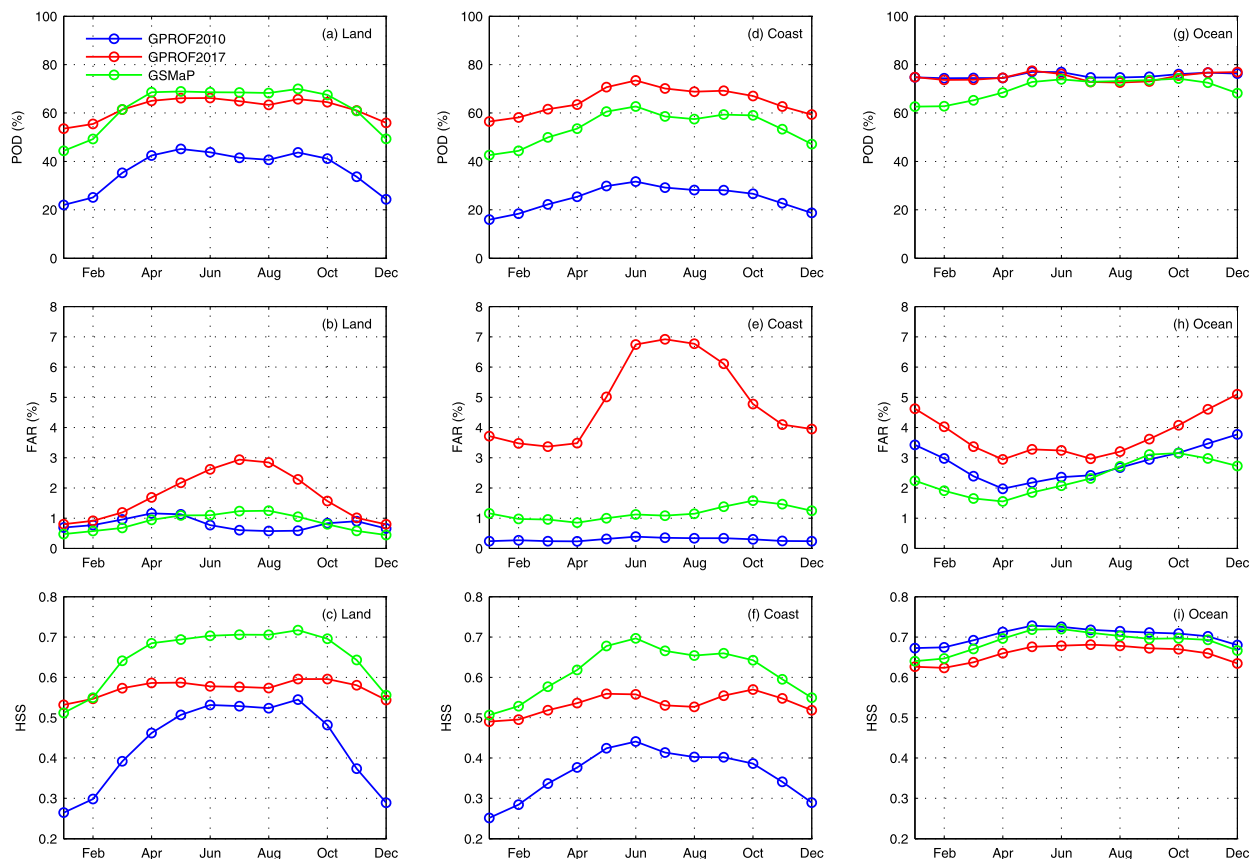 100
80
60
40
20
0
POD (%)
(a) Land
GPROF2010
GPROF2017
GSMaP
Feb Apr Jun Aug Oct Dec
100
80
60
40
20
0
POD (%)
(d) Coast
Feb Apr Jun Aug Oct Dec
100
80
60
40
20
0
POD (%)
(g) Ocean
Feb Apr Jun Aug Oct Dec
8
7
6
5
4
3
2
1
0
FAR (%)
(b) Land
Feb Apr Jun Aug Oct Dec
8
7
6
5
4
3
2
1
0
FAR (%)
(e) Coast
Feb Apr Jun Aug Oct Dec
8
7
6
5
4
3
2
1
0
FAR (%)
(h) Ocean
Feb Apr Jun Aug Oct Dec
0.8
0.7
0.6
0.5
0.4
0.3
0.2
HSS
(c) Land
Feb Apr Jun Aug Oct Dec
0.8
0.7
0.6
0.5
0.4
0.3
0.2
HSS
(f) Coast
Feb Apr Jun Aug Oct Dec
0.8
0.7
0.6
0.5
0.4
0.3
0.2
HSS
(i) Ocean
Feb Apr Jun Aug Oct Dec